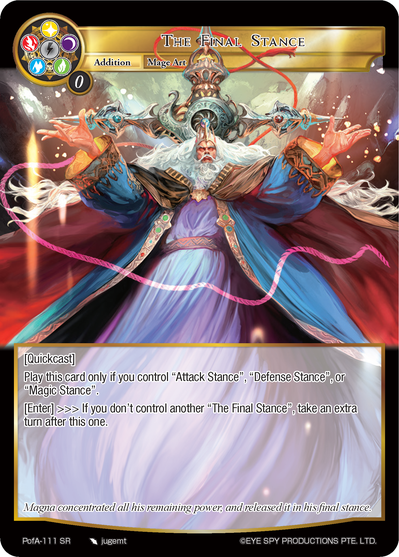 The Final Stance
Addition Mage Art
0
[Quickcast]
Play this card only if you control “Attack Stance”, “Defense Stance”, or
“Magic Stance”.
[Enter] >>> If you don’t control another “The Final Stance”, take an extra
turn after this one.
Magna concentrated all his remaining power, and released it in his final stance.
PofA-111 SR jugemt ©EYE SPY PRODUCTIONS PTE. LTD.